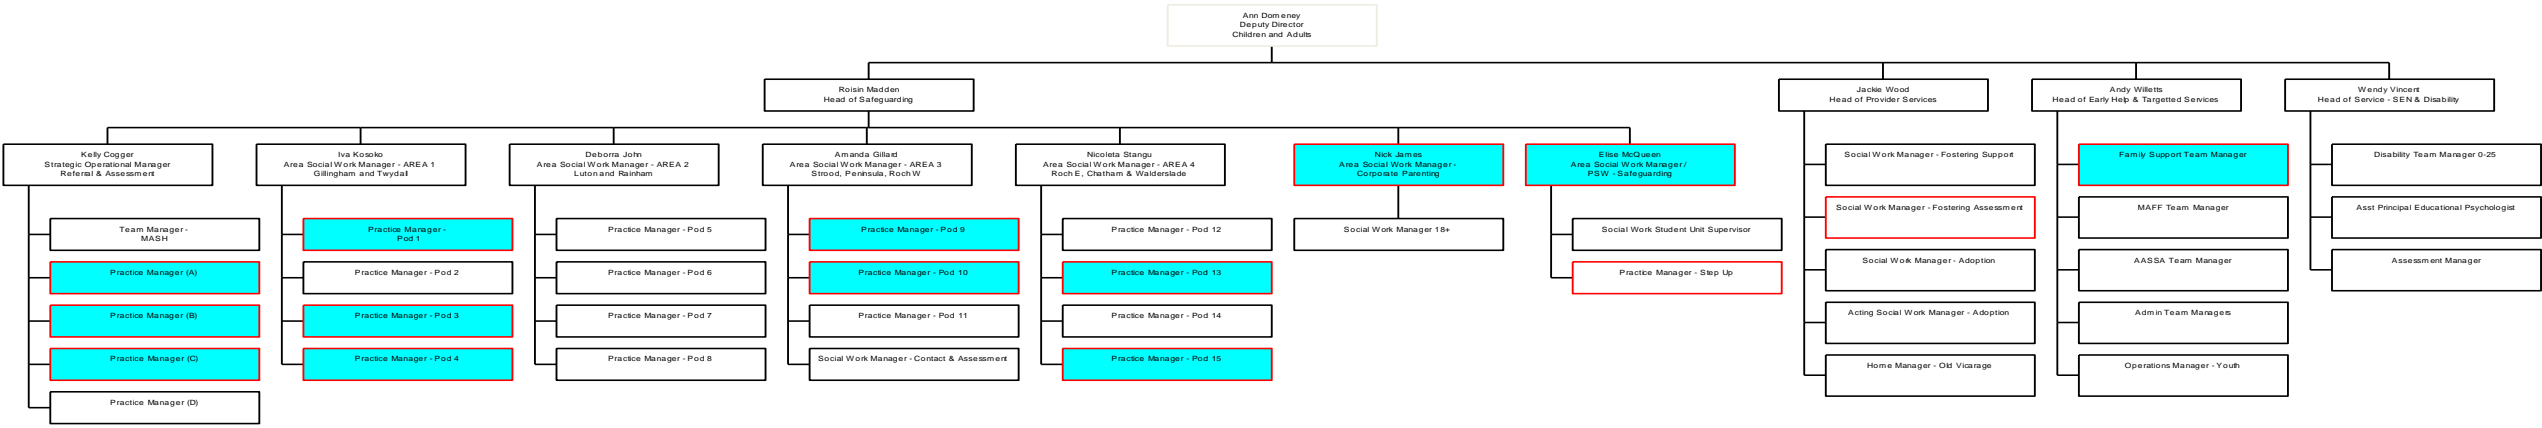 Ann Domeney
Deputy Director
Children and Adults
Roisin Madden
Head of Safeguarding
Jackie Wood
Head of Provider Services
Andy Willetts
Head of Early Help & Targetted Services
Wendy Vincent
Head of Service - SEN & Disability
Kelly Cogger
Strategic Operational Manager
Referral & Assessment
Iva Kosoko
Area Social Work Manager - AREA 1
Gillingham and Twydall
Deborra John
Area Social Work Manager - AREA 2
Luton and Rainham
Amanda Gillard
Area Social Work Manager - AREA 3
Strood, Peninsula, Roch W
Nicoleta Stangu
Area Social Work Manager - AREA 4
Roch E, Chatham & Walderslade
Nick James
Area Social Work Manager -
Corporate Parenting
Elise McQueen
Area Social Work Manager /
PSW - Safeguarding
Team Manager -
MASH
Practice Manager (A)
Practice Manager (B)
Practice Manager (C)
Practice Manager (D)
Practice Manager -
Pod 1
Practice Manager - Pod 2
Practice Manager - Pod 3
Practice Manager - Pod 4
Practice Manager - Pod 5
Practice Manager - Pod 6
Practice Manager - Pod 7
Practice Manager - Pod 8
Practice Manager - Pod 9
Practice Manager - Pod 10
Practice Manager - Pod 11
Social Work Manager - Contact & Assessment
Practice Manager - Pod 12
Practice Manager - Pod 13
Practice Manager - Pod 14
Practice Manager - Pod 15
Social Work Manager 18+
Social Work Student Unit Supervisor
Practice Manager - Step Up
Social Work Manager - Fostering Support
Social Work Manager - Fostering Assessment
Social Work Manager - Adoption
Acting Social Work Manager - Adoption
Home Manager - Old Vicarage
Family Support Team Manager
MAFF Team Manager
AASSA Team Manager
Admin Team Managers
Operations Manager - Youth
Disability Team Manager 0-25
Asst Principal Educational Psychologist
Assessment Manager